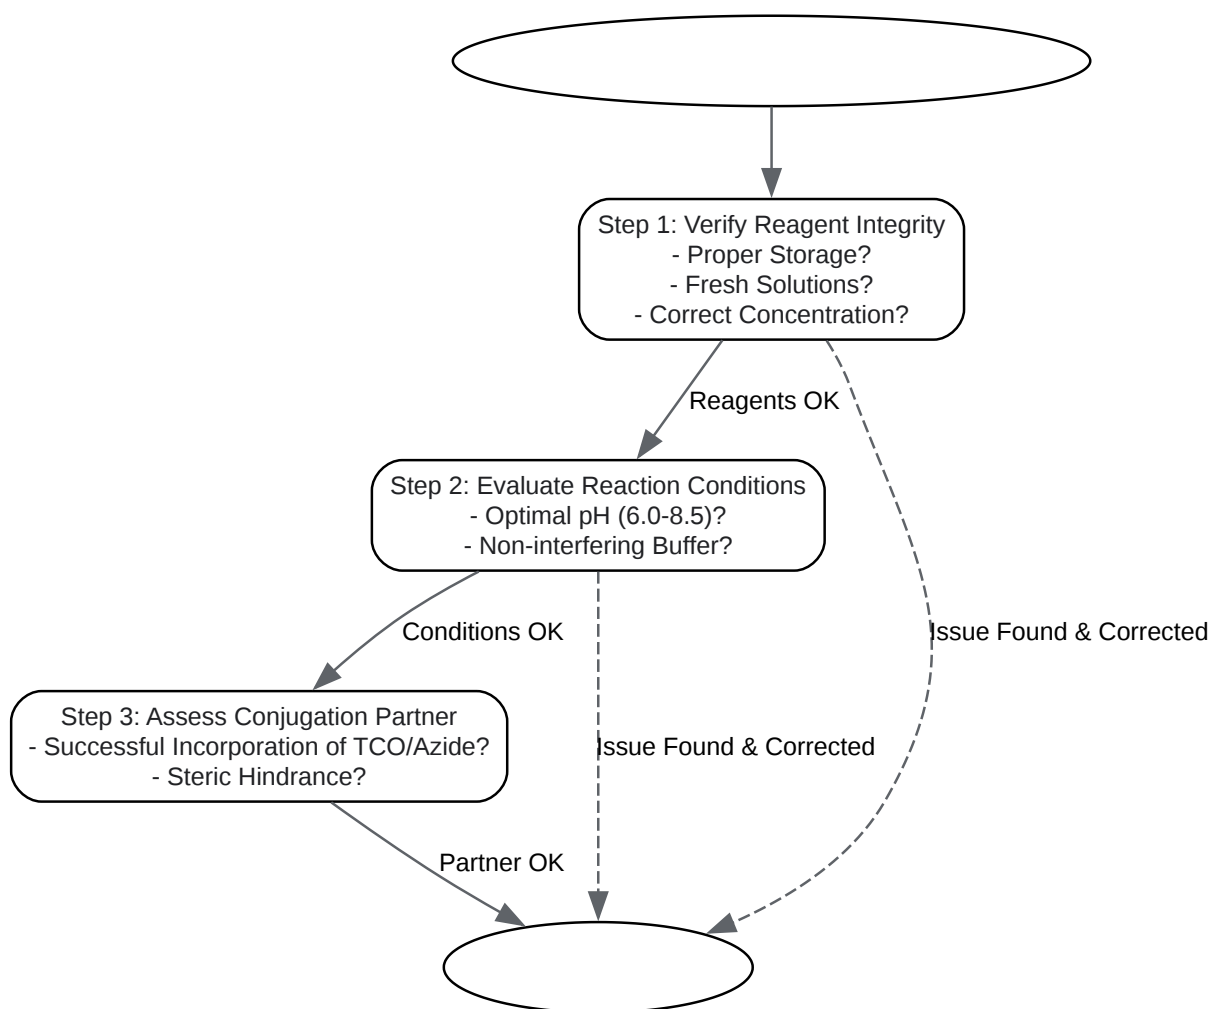 Step 1: Verify Reagent Integrity
- Proper Storage?
- Fresh Solutions?
- Correct Concentration?
Reagents OK
Step 2: Evaluate Reaction Conditions
- Optimal pH (6.0-8.5)?
- Non-interfering Buffer?
Conditions OK
Issue Found & Corrected
Step 3: Assess Conjugation Partner
- Successful Incorporation of TCO/Azide?
- Steric Hindrance?
Issue Found & Corrected
Partner OK